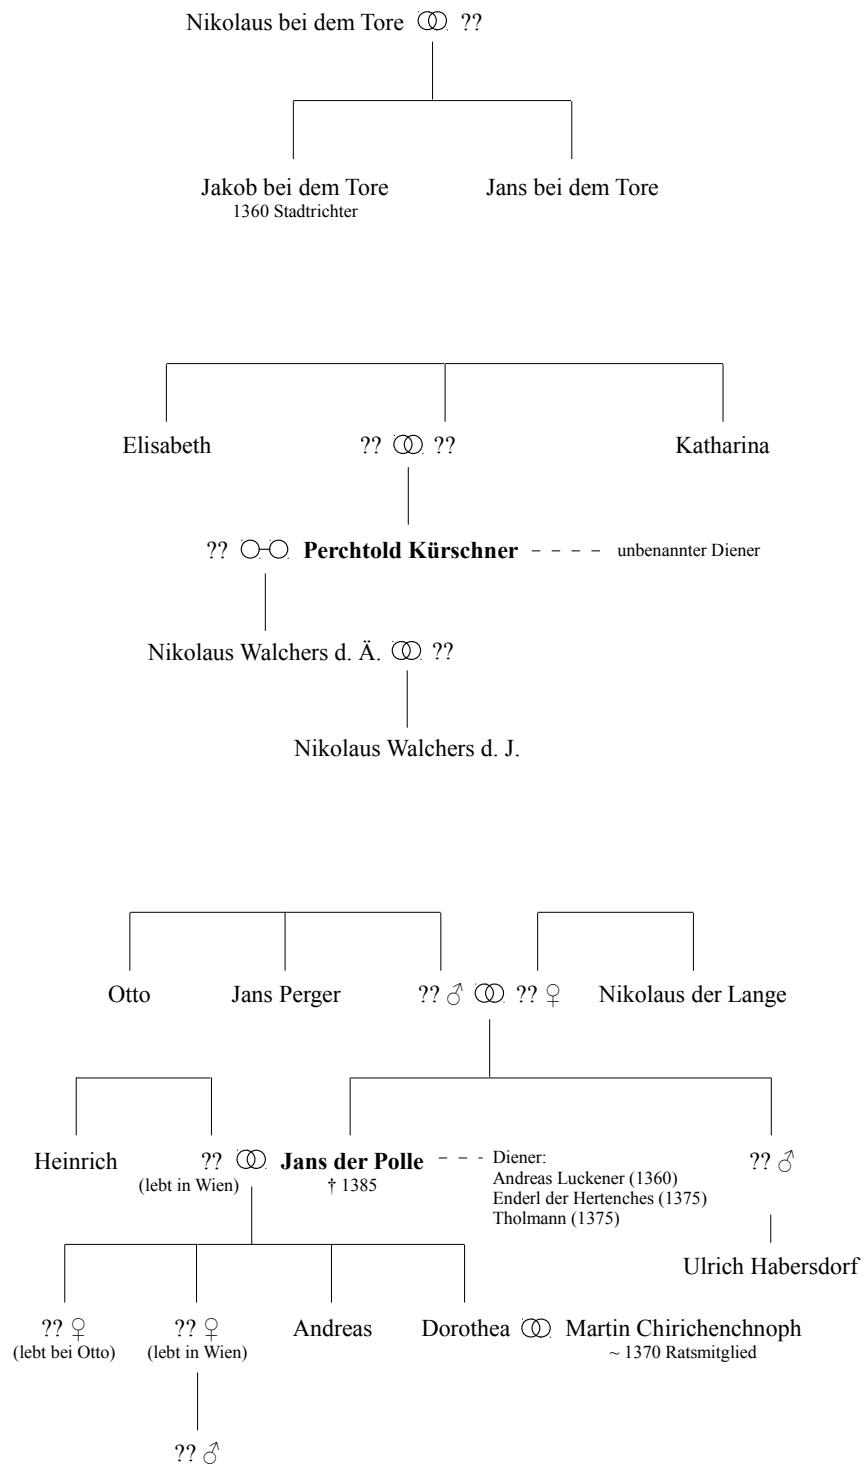 Nikolaus bei dem Tore ??
Jakob bei dem Tore Jans bei dem Tore
1360 Stadtrichter
Elisabeth ?? ?? Katharina
?? Perchtold Kürschner unbenannter Diener
Nikolaus Walchers d. Ä. ??
Nikolaus Walchers d. J.
Otto Jans Perger ?? ♂ ?? ♀ Nikolaus der Lange
Heinrich ?? Jans der Polle Diener: ?? ♂
(lebt in Wien) † 1385 Andreas Luckener (1360)
Enderl der Hertenches (1375)
Tholmann (1375)
Ulrich Habersdorf
?? ♀ ?? ♀ Andreas Dorothea Martin Chirichenchnoph
(lebt bei Otto) (lebt in Wien) ~ 1370 Ratsmitglied
?? ♂